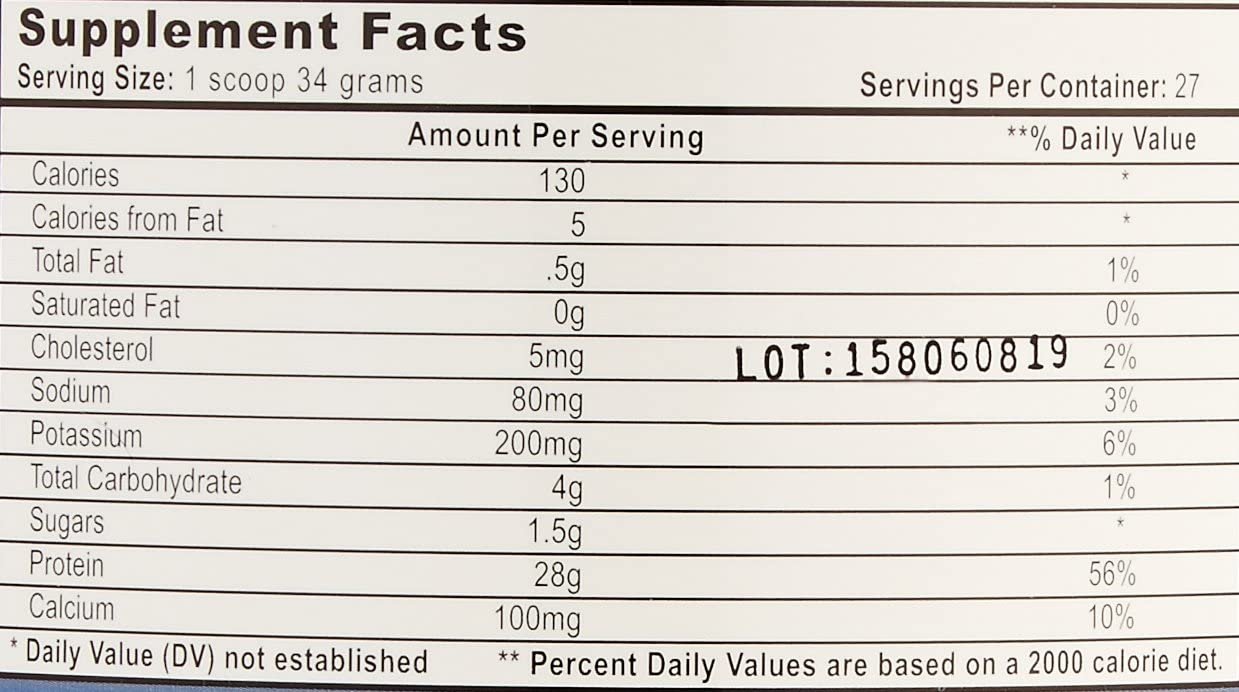 Supplement Facts
Serving Size: 1 scoop 34 grams Servings Per Container: 27
Amount Per Serving **% Daily Value
Calories 130 *
Calories from Fat 5 *
Total Fat .5g 1%
Saturated Fat 0g 0%
Cholesterol 5mg LOT:158060819 2%
Sodium 80mg 3%
Potassium 200mg 6%
Total Carbohydrate 4g 1%
Sugars 1.5g *
Protein 28g 56%
Calcium 100mg 10%
* Daily Value (DV) not established ** Percent Daily Values are based on a 2000 calorie diet.